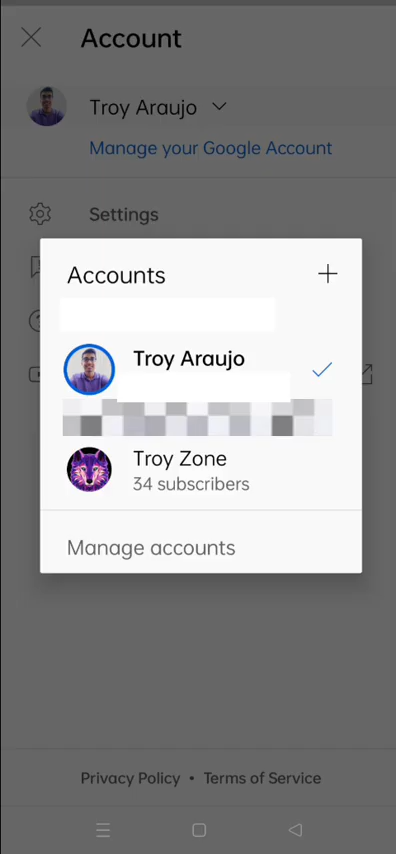 Account
Troy Araujo
Manage your Google Account
Settings
Accounts
Troy Araujo
Troy Zone
34 subscribers
Manage accounts
Privacy Policy • Terms of Service